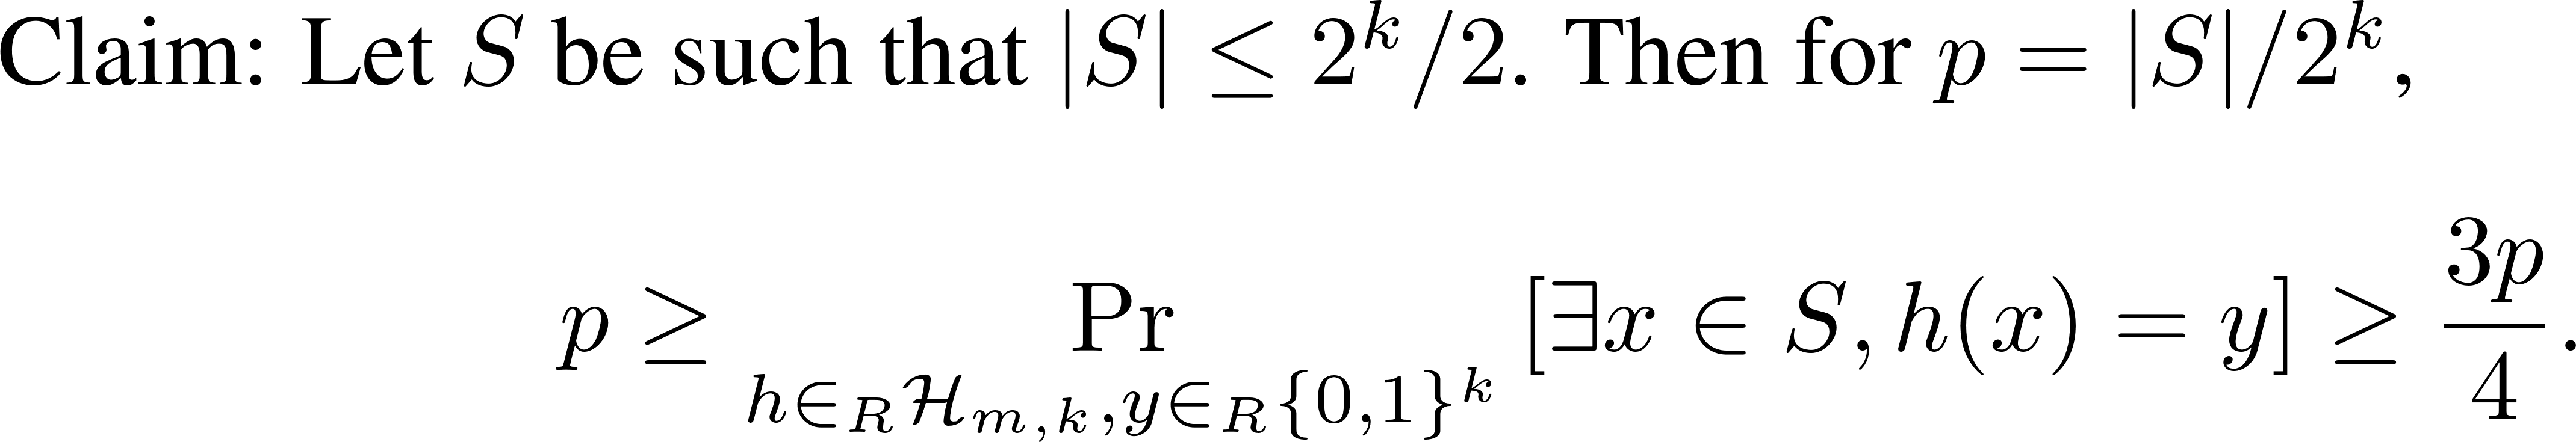 Claim: Let S be such that |S| ≤ 2^k/2. Then for p = |S|/2^k,
p ≥ Pr_{h∈_R ℋ_{m,k}, y∈_R {0,1}^k} [∃x ∈ S, h(x) = y] ≥ 3p/4.